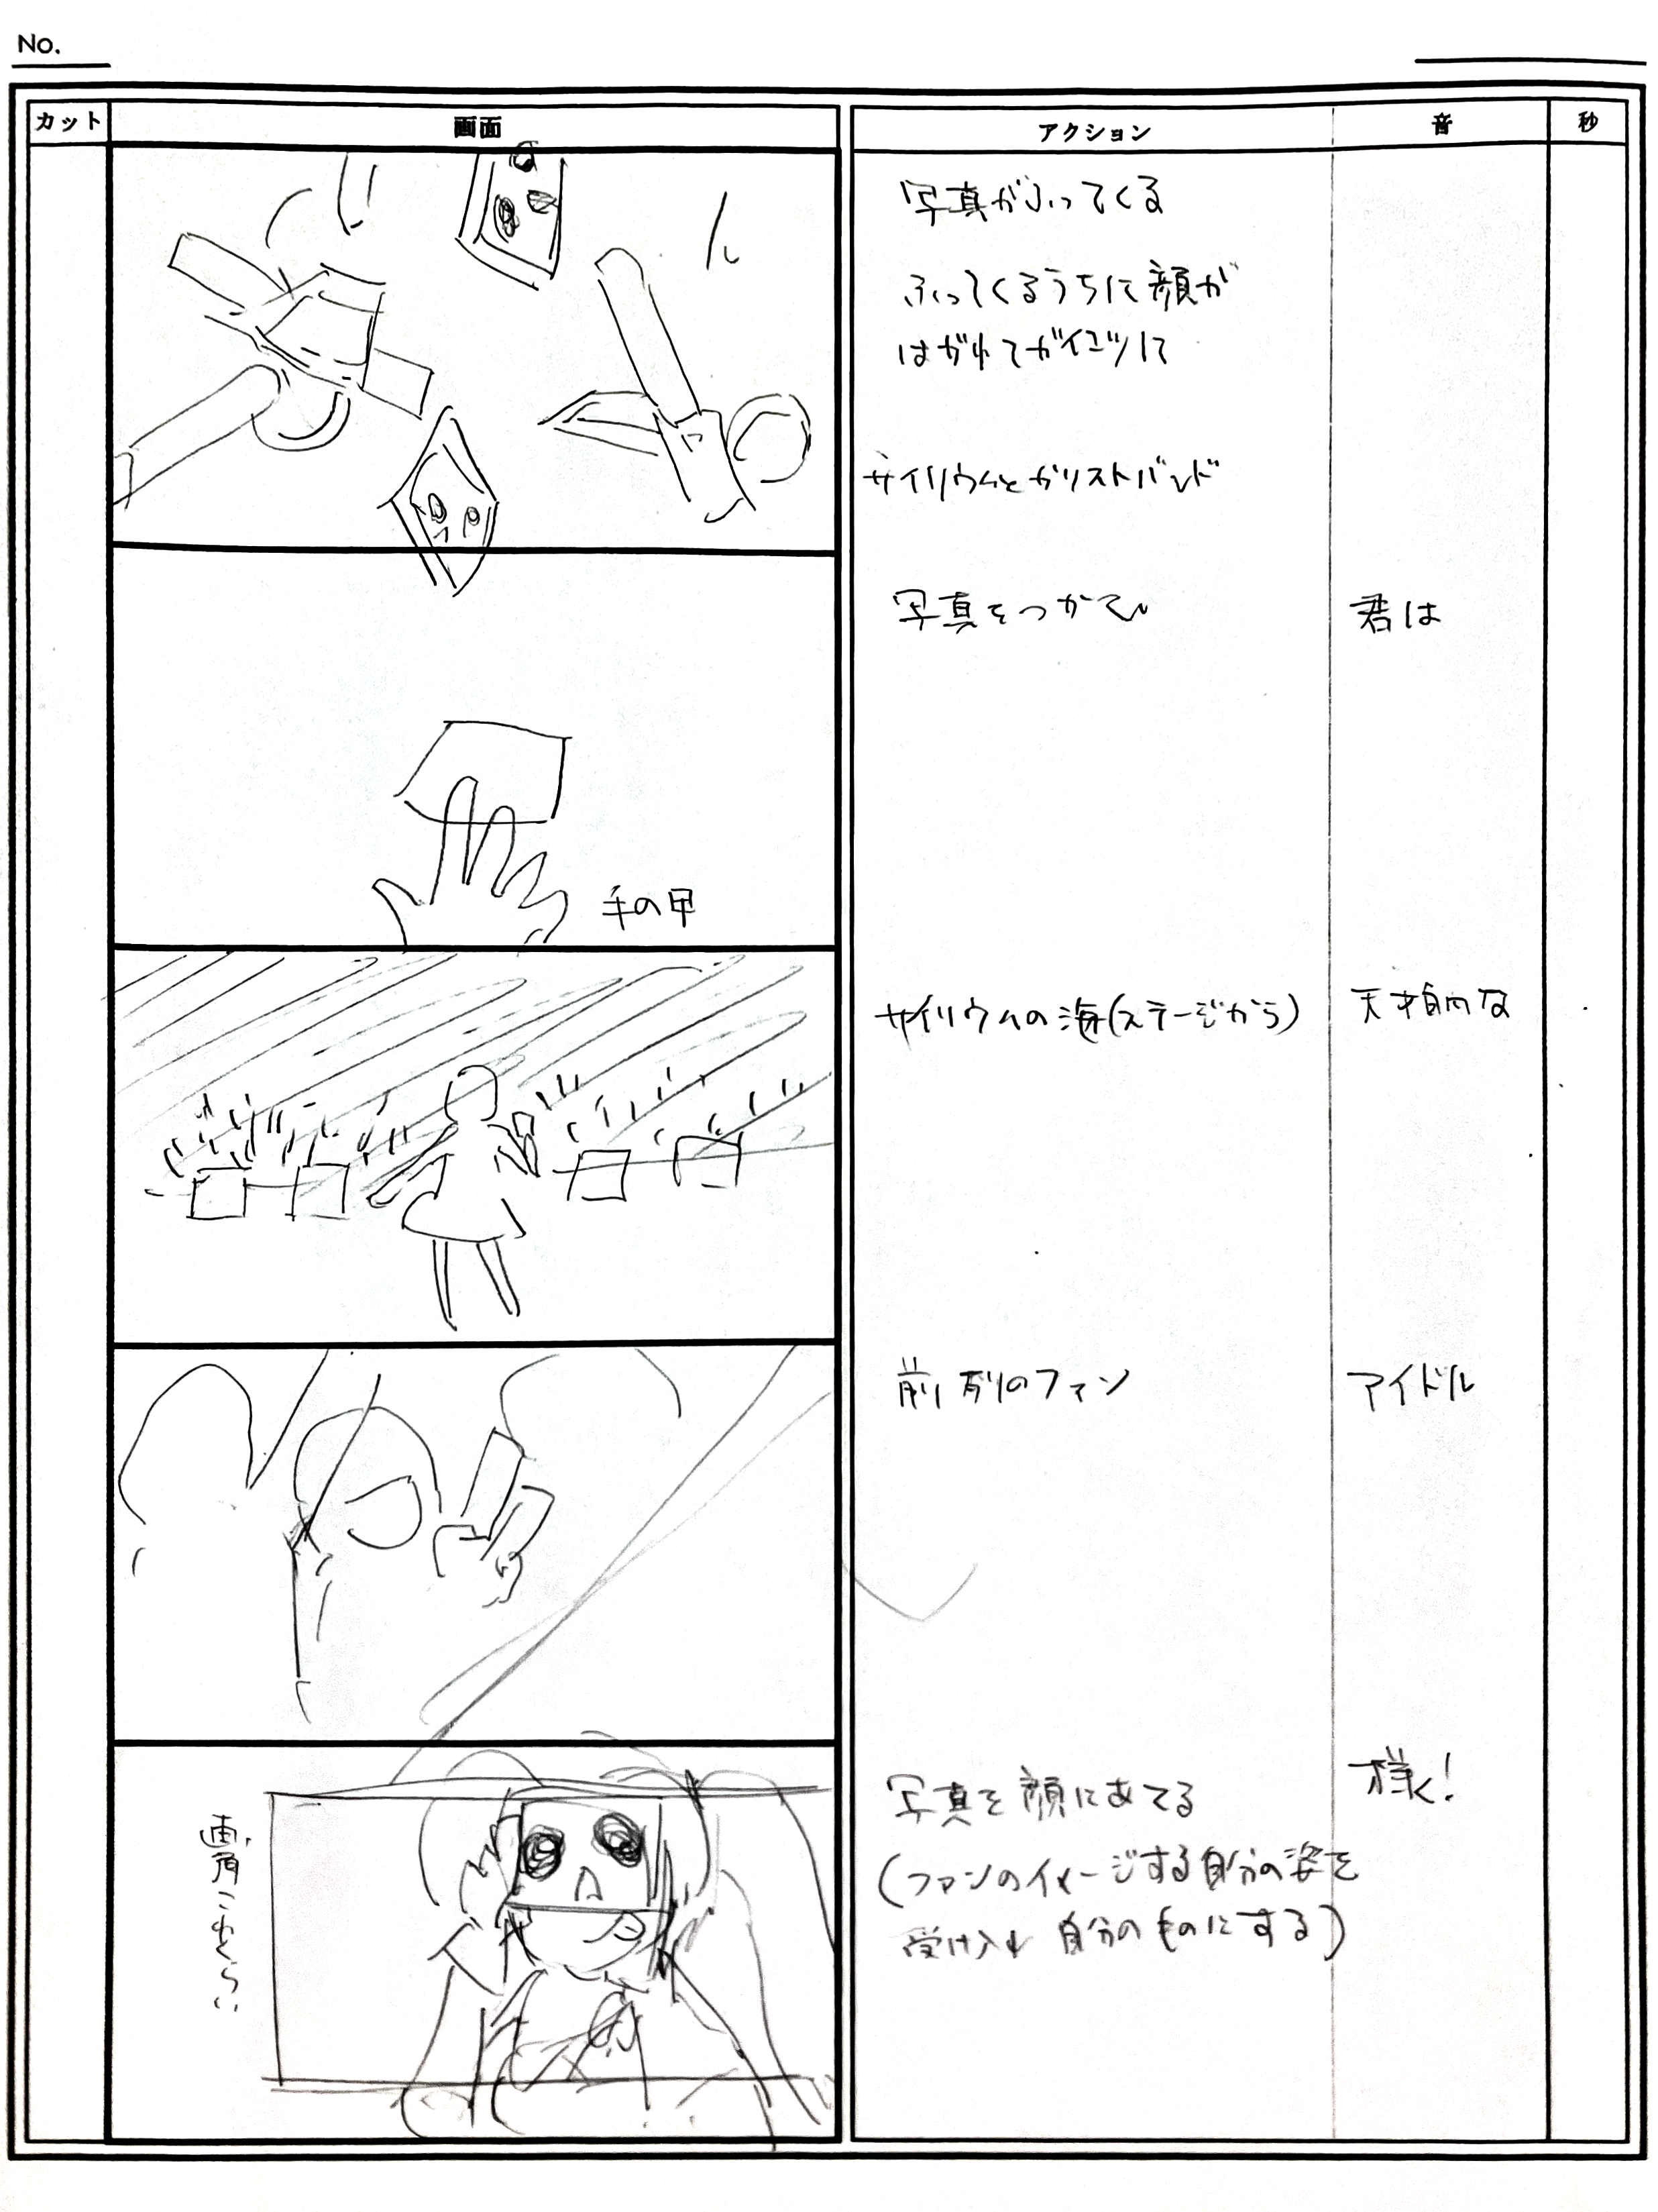 No.
カット 画面 アクション 音 秒
写真がふってくる
ふってくるうちに顔が
はがれてガイコツに
サイリウムとかリストバンド
写真をつかむ 君は
手の甲
サイリウムの海(ステージから) 天才的な
前列のファン アイドル
写真を顔にあてる 様!
(ファンのイメージする自分の姿を
受け入れ 自分のものにする)
画角これくらい